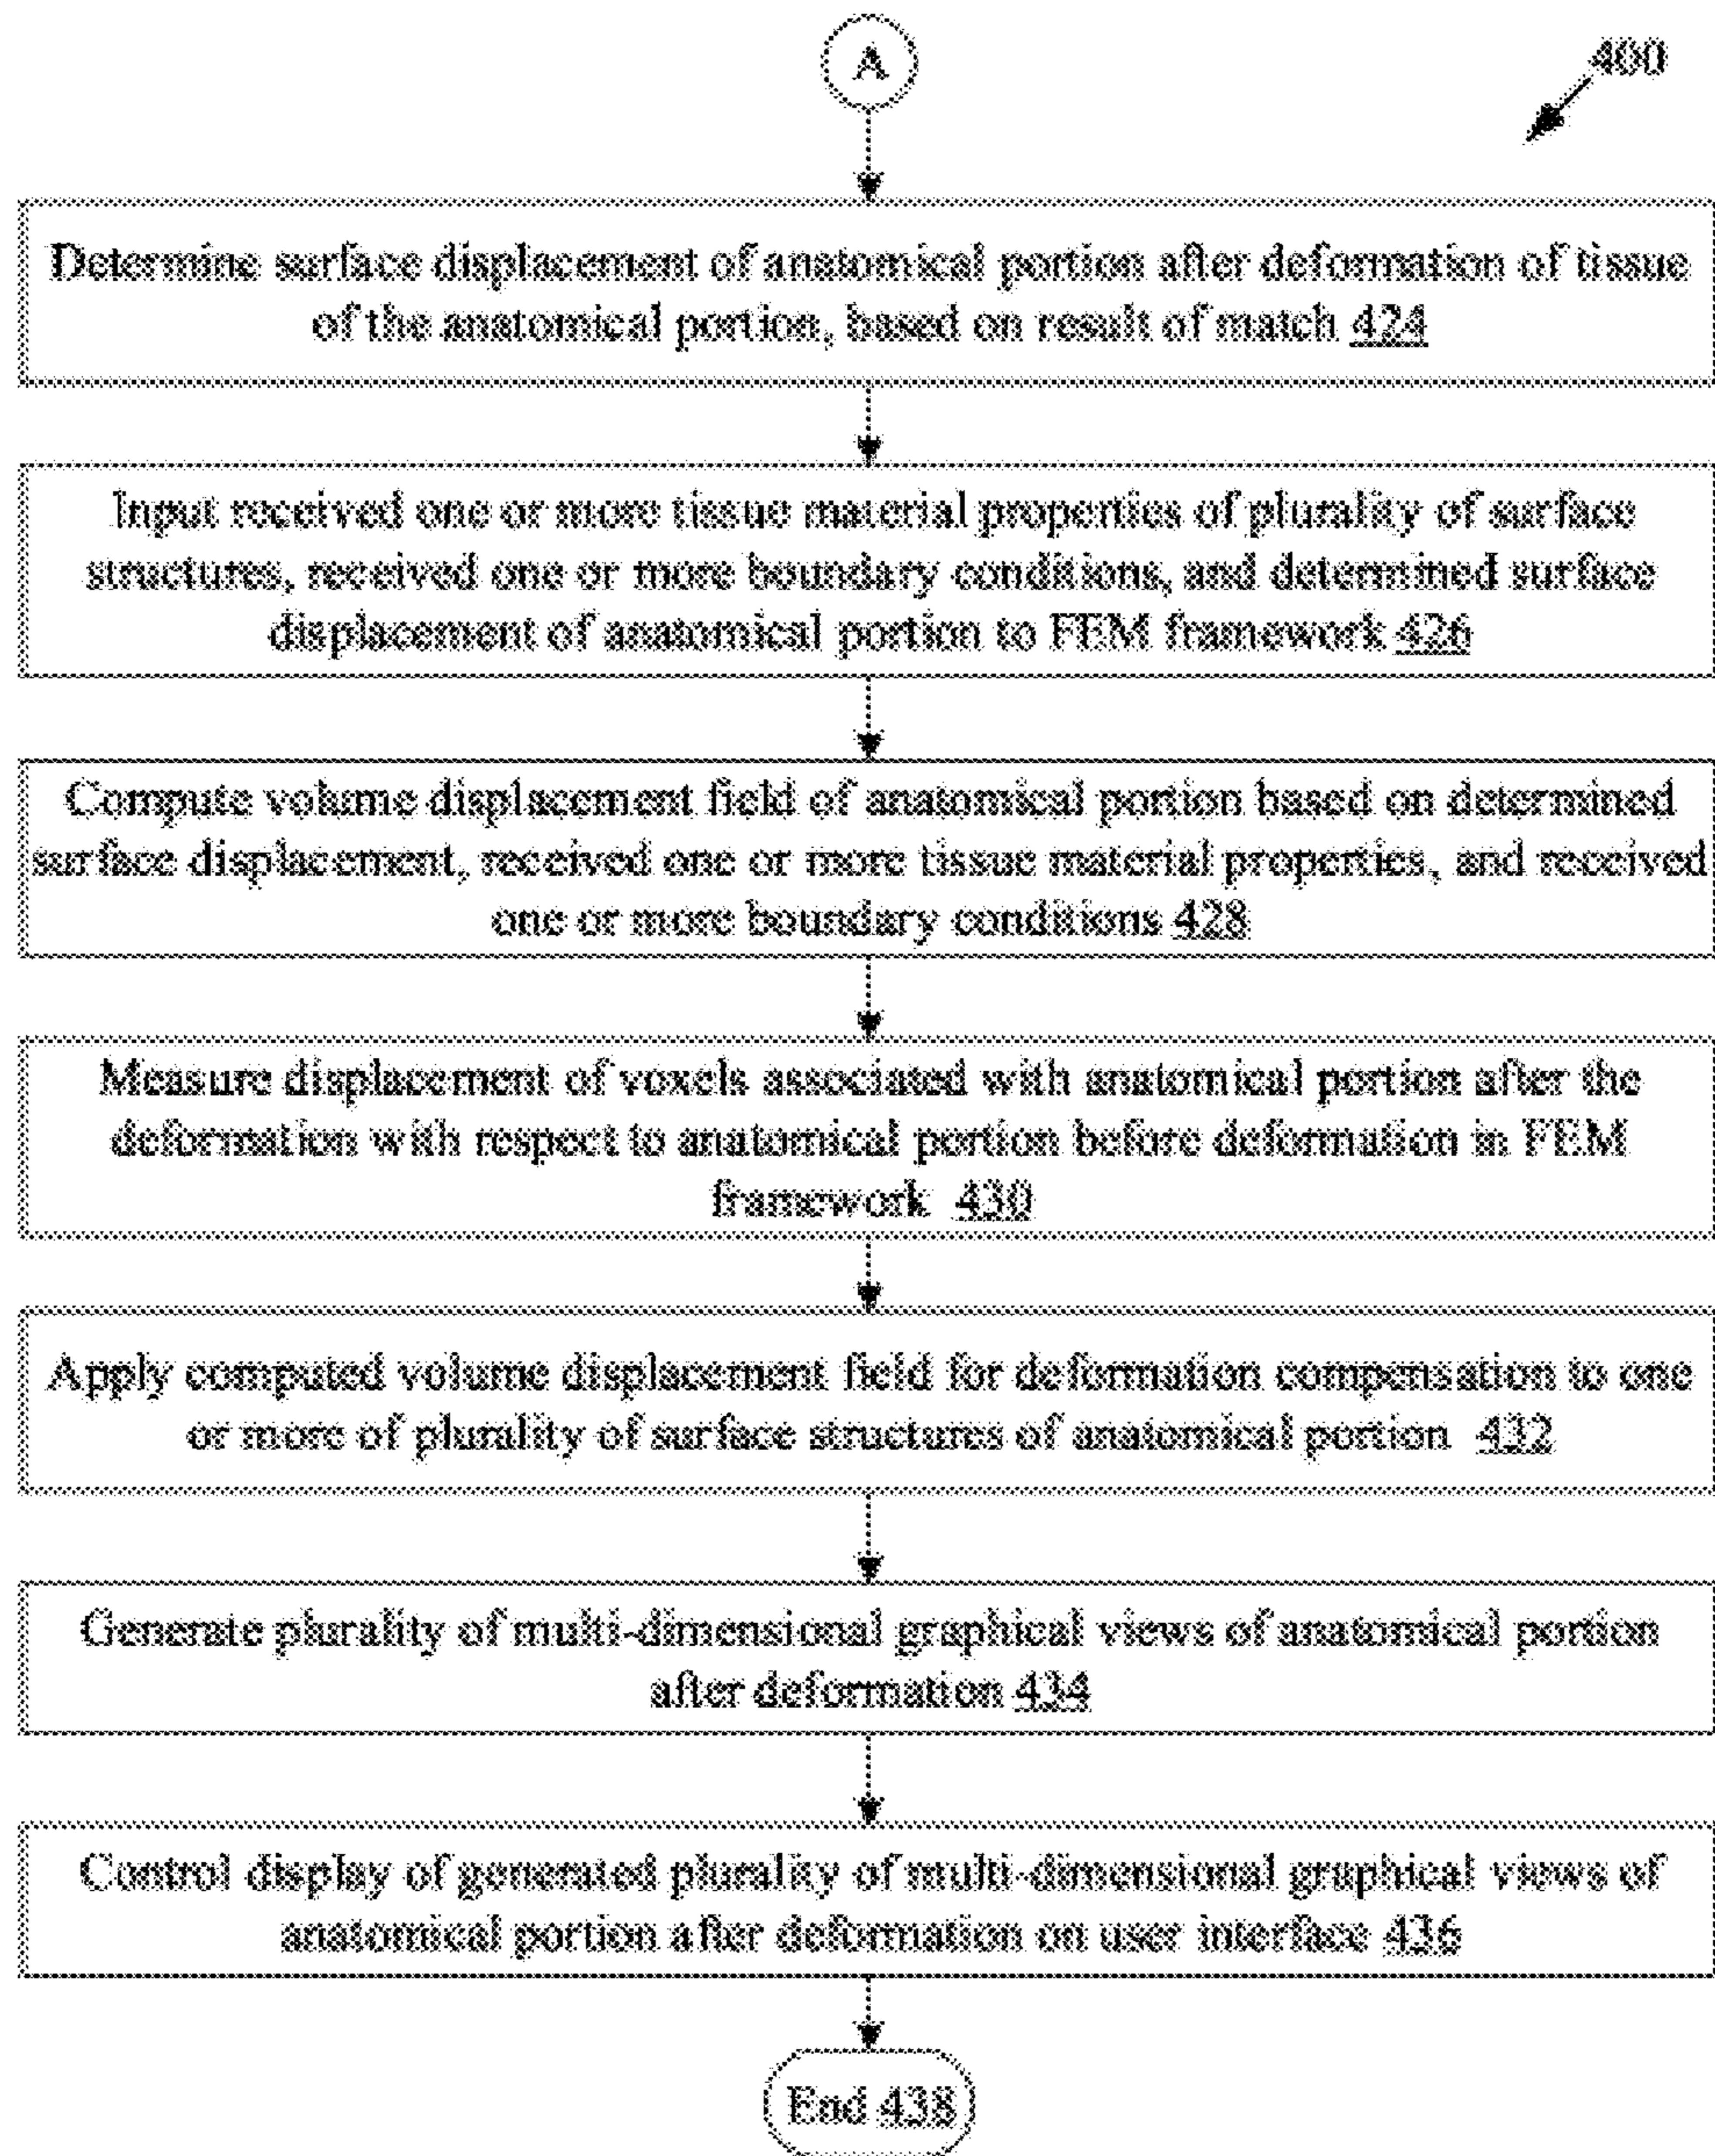 A
400
Determine surface displacement of anatomical portion after deformation of tissue
of the anatomical portion, based on result of match 424
Input received one or more tissue material properties of plurality of surface
structures, received one or more boundary conditions, and determined surface
displacement of anatomical portion to FEM framework 426
Compute volume displacement field of anatomical portion based on determined
surface displacement, received one or more tissue material properties, and received
one or more boundary conditions 428
Measure displacement of voxels associated with anatomical portion after the
deformation with respect to anatomical portion before deformation in FEM
framework 430
Apply computed volume displacement field for deformation compensation to one
or more of plurality of surface structures of anatomical portion 432
Generate plurality of multi-dimensional graphical views of anatomical portion
after deformation 434
Control display of generated plurality of multi-dimensional graphical views of
anatomical portion after deformation on user interface 436
End 438